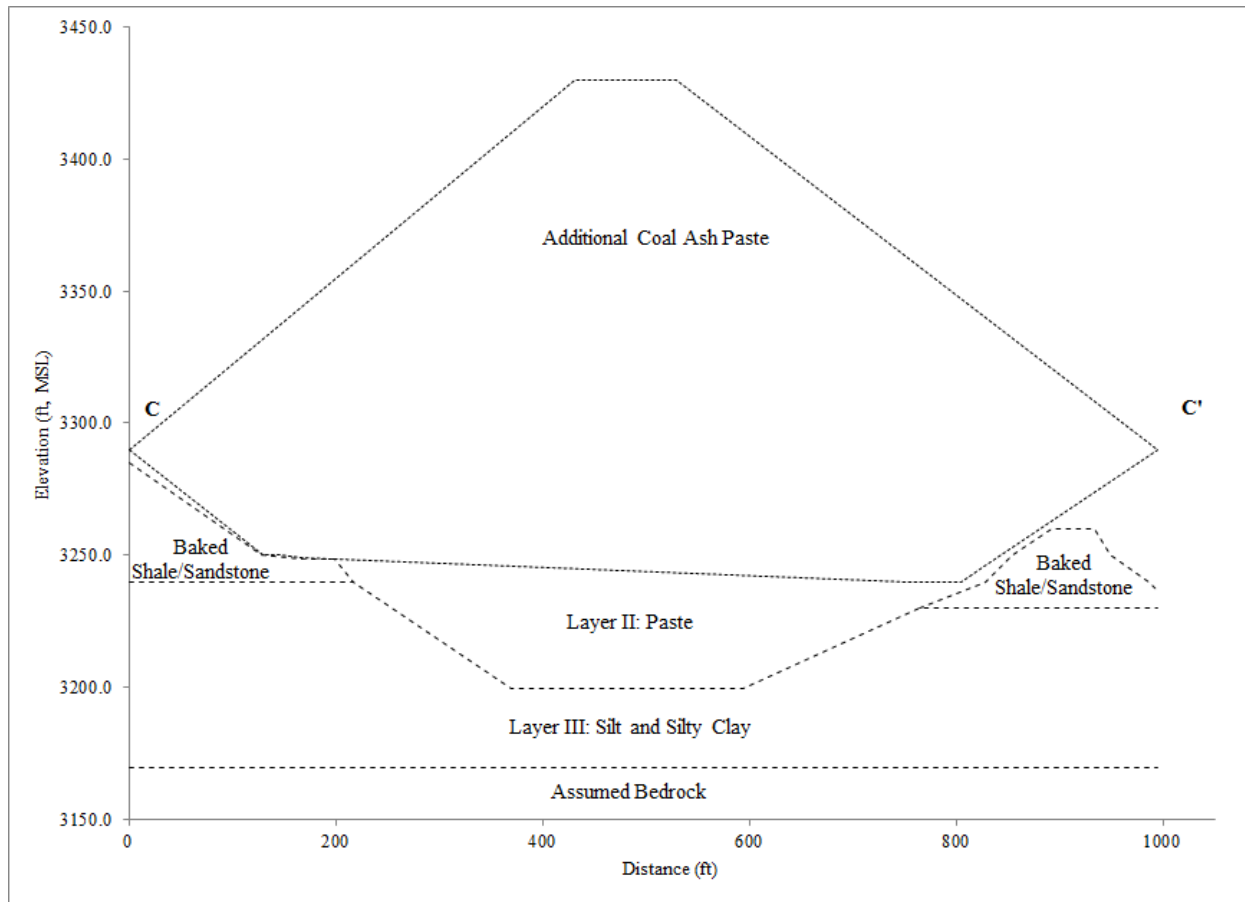 3450.0
3400.0
3350.0
3300.0
3250.0
3200.0
3150.0
Elevation (ft, MSL)
C
C'
Additional Coal Ash Paste
Baked
Shale/Sandstone
Baked
Shale/Sandstone
Layer II: Paste
Layer III: Silt and Silty Clay
Assumed Bedrock
0
200
400
600
800
1000
Distance (ft)